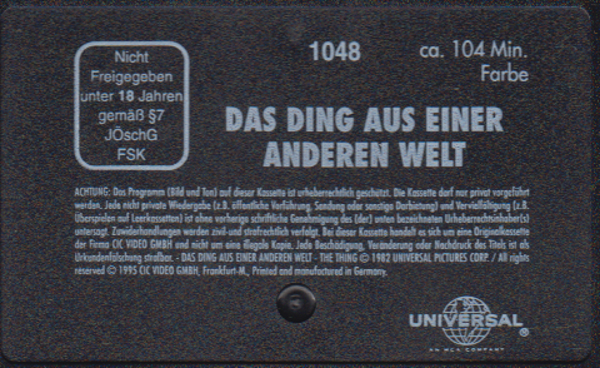 Nicht
Freigegeben
unter 18 Jahren
gemäß §7
JÖschG
FSK
1048
ca. 104 Min.
Farbe
DAS DING AUS EINER
ANDEREN WELT
ACHTUNG: Das Programm (Bild und Ton) auf dieser Kassette ist urheberrechtlich geschützt. Die Kassette darf nur privat vorgeführt
werden. Jede nicht private Wiedergabe (z.B. öffentliche Vorführung, Sendung oder sonstige Darbietung) und Vervielfältigung (z.B.
Überspielen auf Leerkassetten) ist ohne vorherige schriftliche Genehmigung des (der) unten bezeichneten Urheberrechtsinhaber(s)
untersagt. Zuwiderhandlungen werden zivil-und strafrechtlich verfolgt. Bei dieser Kassette handelt es sich um eine Originalkassette
der Firma CIC VIDEO GMBH und nicht um eine illegale Kopie. Jede Beschädigung, Veränderung oder Nachdruck des Titels ist als
Urkundenfälschung strafbar. - DAS DING AUS EINER ANDEREN WELT - THE THING © 1982 UNIVERSAL PICTURES CORP. / All rights
reserved © 1995 CIC VIDEO GMBH, Frankfurt-M., Printed and manufactured in Germany.
UNIVERSAL ®
AN MCA COMPANY